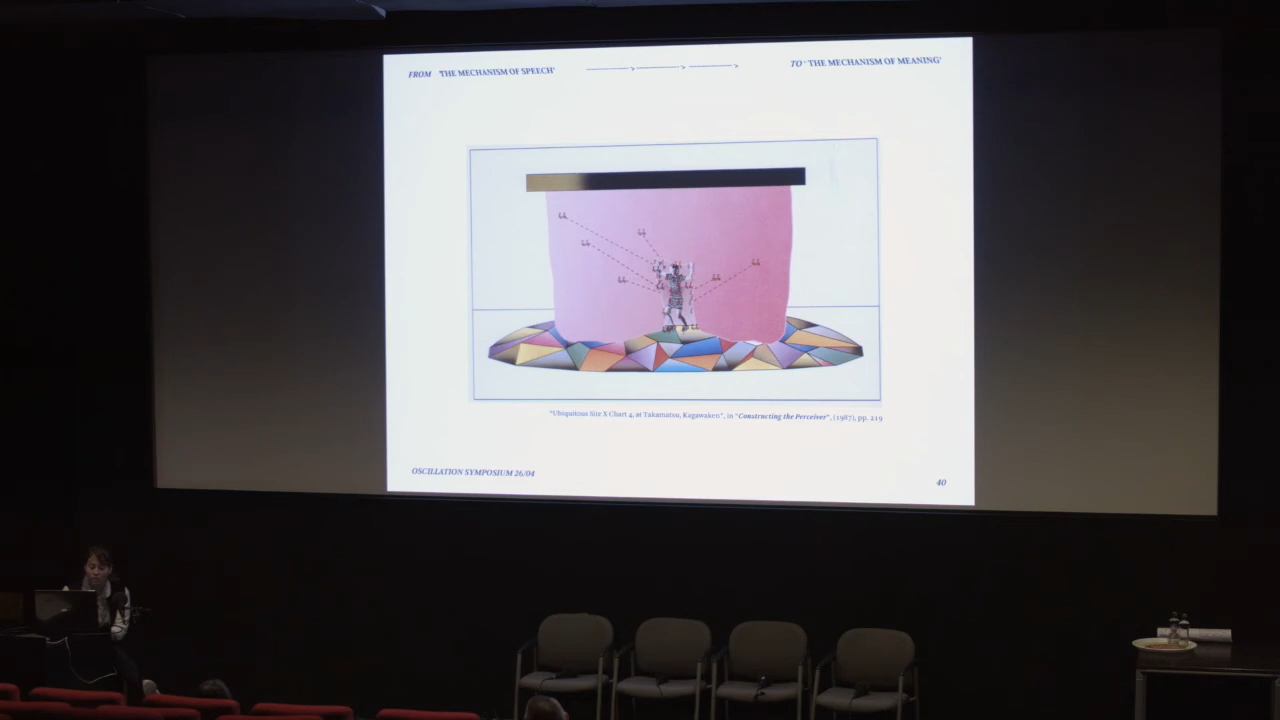 FROM 'THE MECHANISM OF SPEECH' TO 'THE MECHANISM OF MEANING'
"Ubiquitous Site X Chart 4, at Takamatsu, Kagawaken", in "Constructing the Perceiver", (1987), pp. 219
OSCILLATION SYMPOSIUM 26/04
40